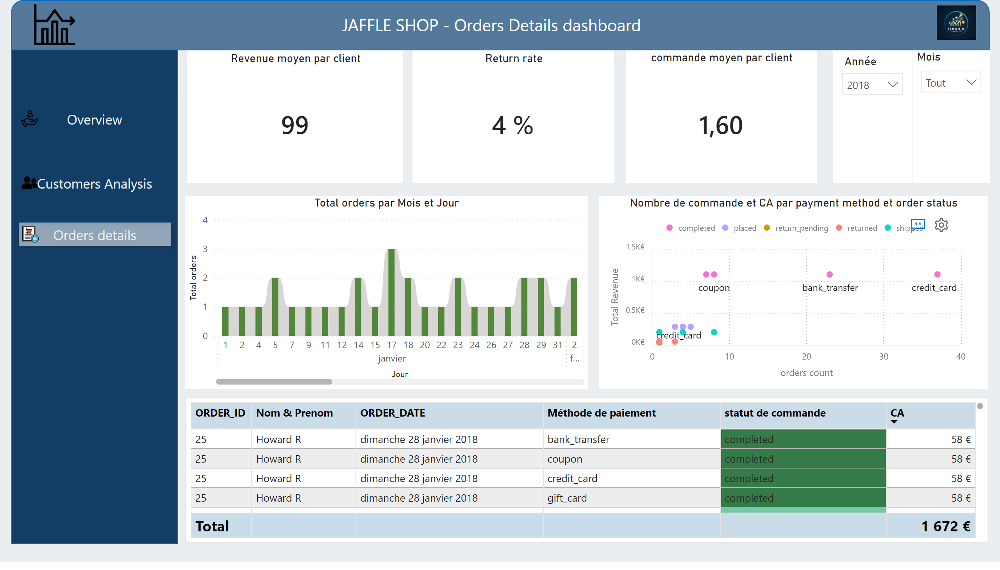 JAFFLE SHOP - Orders Details dashboard
HAVILA
Overview
Customers Analysis
Orders details
Revenue moyen par client
99
Return rate
4 %
commande moyen par client
1,60
Année
2018
Mois
Tout
Total orders par Mois et Jour
Total orders
4
3
2
1
0
1 2 4 5 7 9 11 12 14 15 17 18 20 22 23 24 26 27 28 29 31 2
janvier f...
Jour
Nombre de commande et CA par payment method et order status
completed placed return_pending returned shipped
Total Revenue
1.5K€
1K€
0.5K€
0K€
coupon bank_transfer credit_card
credit_card
0 10 20 30 40
orders count
ORDER_ID Nom & Prenom ORDER_DATE Méthode de paiement statut de commande CA
25 Howard R dimanche 28 janvier 2018 bank_transfer completed 58 €
25 Howard R dimanche 28 janvier 2018 coupon completed 58 €
25 Howard R dimanche 28 janvier 2018 credit_card completed 58 €
25 Howard R dimanche 28 janvier 2018 gift_card completed 58 €
Total 1 672 €